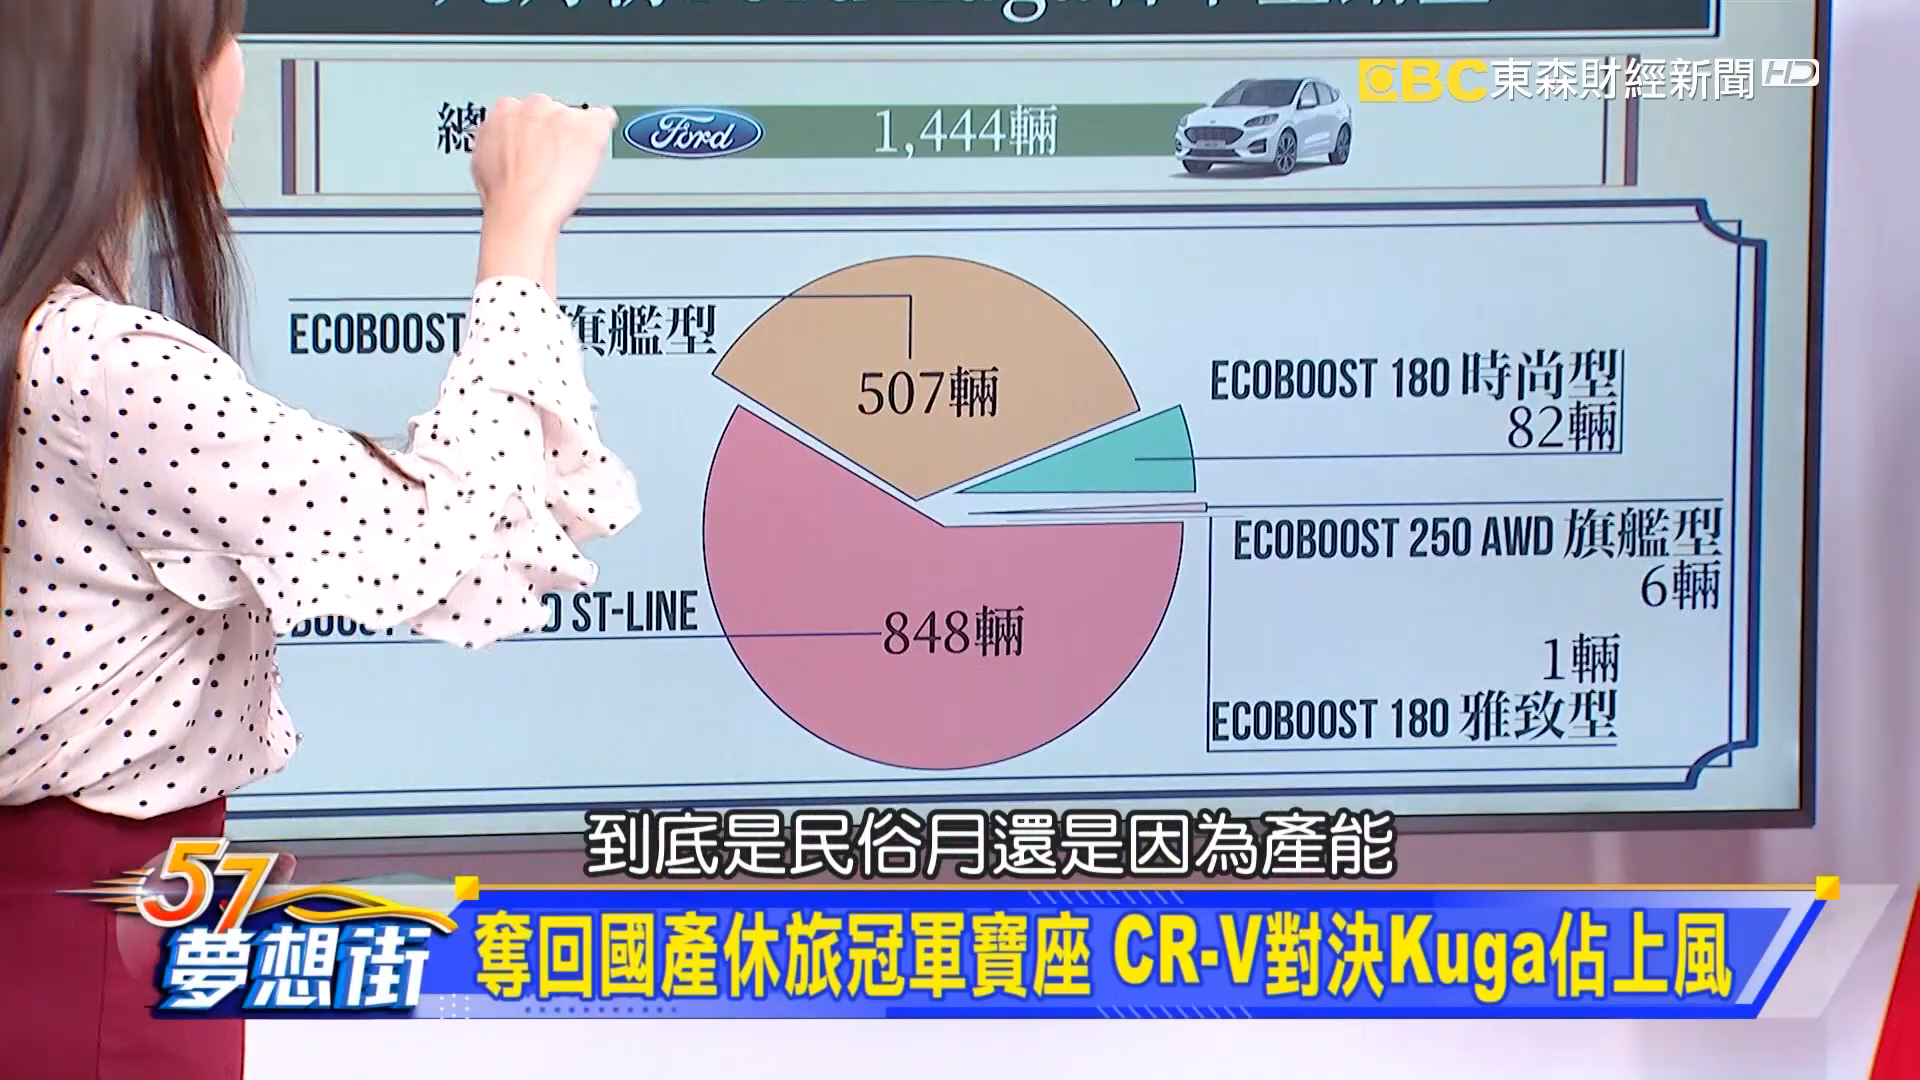 Ford Kuga
EBC東森財經新聞HD
總
Ford
1,444輛
ECOBOOST
旗艦型
507輛
ECOBOOST 180 時尚型
82輛
ECOBOOST 250 AWD 旗艦型
6輛
ST-LINE
848輛
1輛
ECOBOOST 180 雅致型
到底是民俗月還是因為產能
57
夢想街
奪回國產休旅冠軍寶座 CR-V對決Kuga佔上風